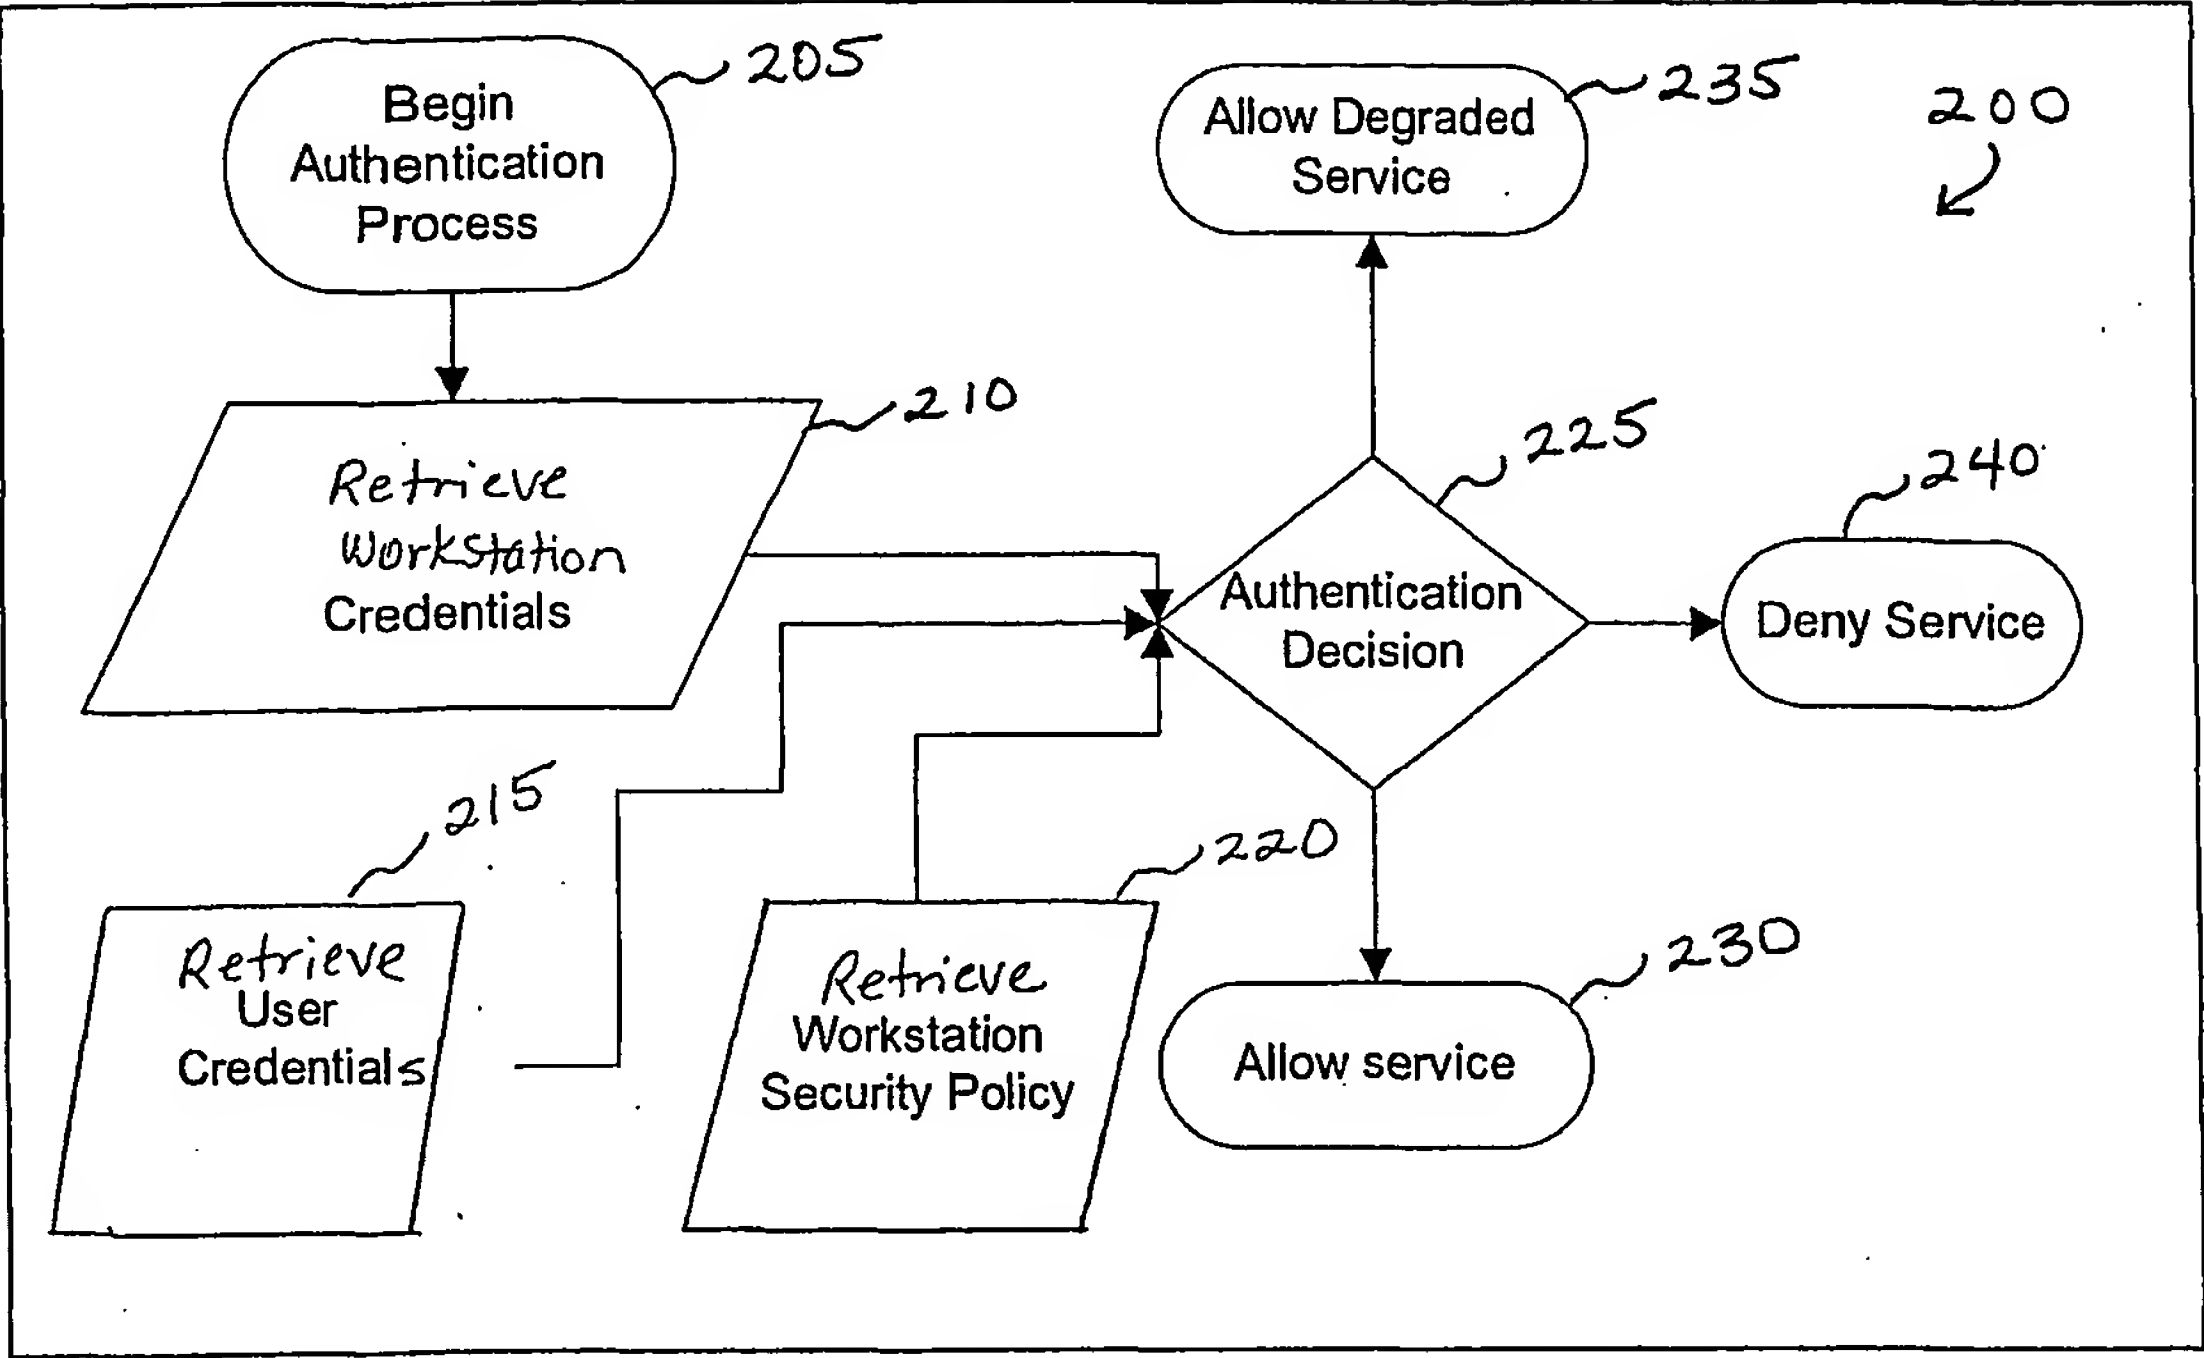 Begin
Authentication
Process
205
Allow Degraded
Service
235
200
Retrieve
Workstation
Credentials
210
Authentication
Decision
225
Deny Service
240
Retrieve
User
Credentials
215
Retrieve
Workstation
Security Policy
220
Allow service
230